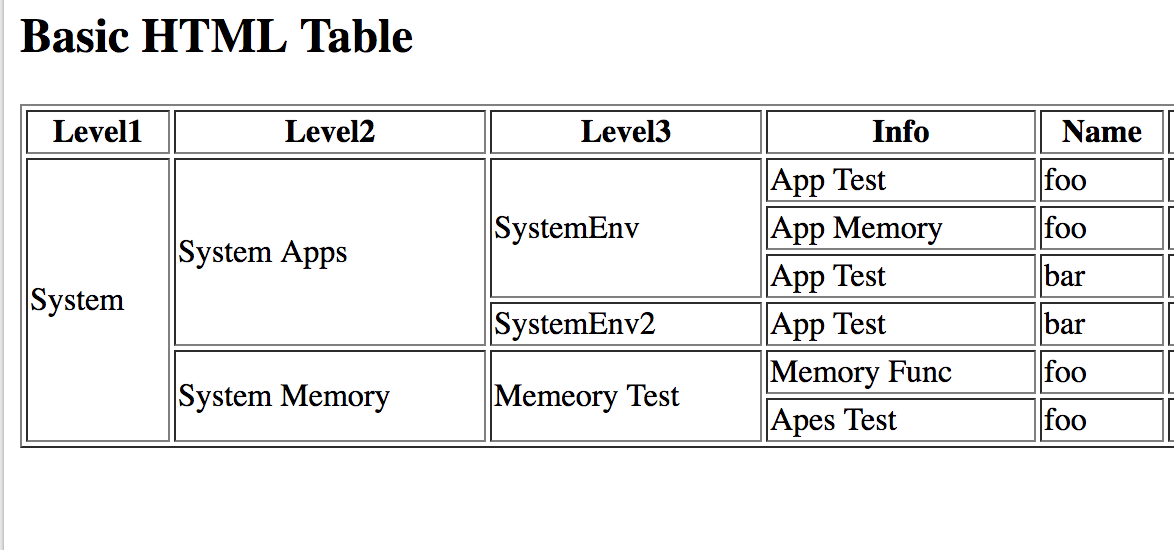 Basic HTML Table
Level1 Level2 Level3 Info Name
System System Apps SystemEnv App Test foo
App Memory foo
App Test bar
SystemEnv2 App Test bar
System Memory Memeory Test Memory Func foo
Apes Test foo